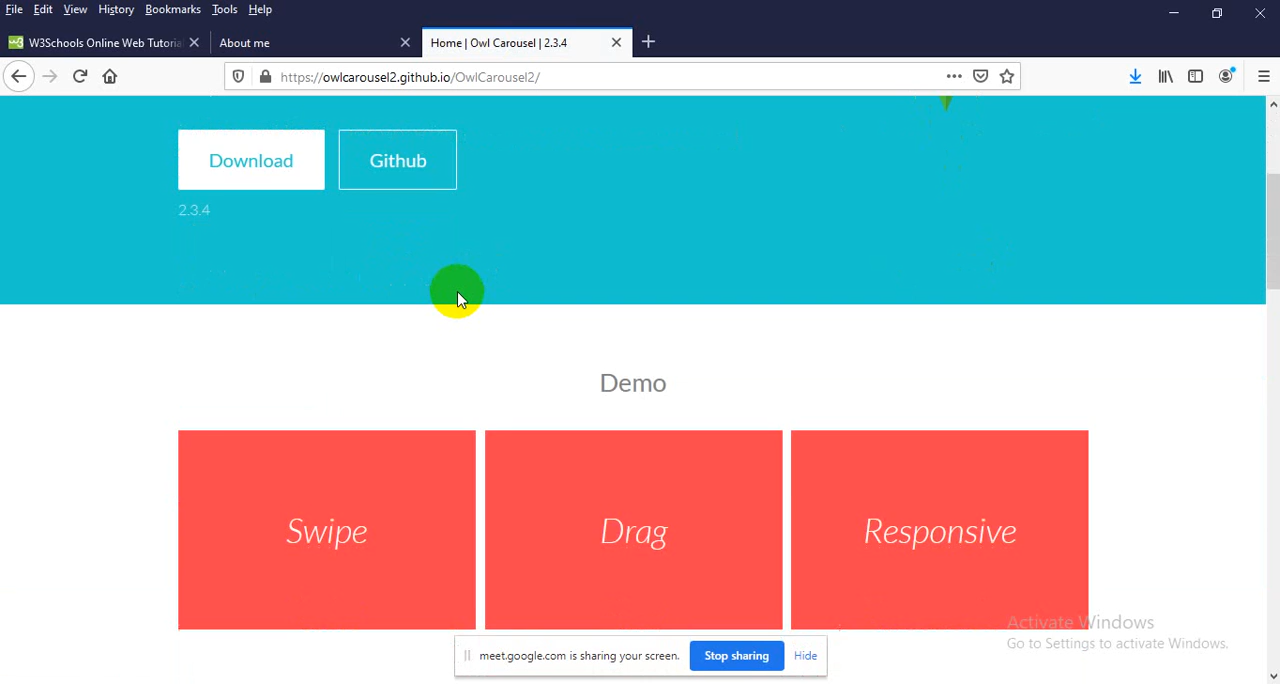 File Edit View History Bookmarks Tools Help
W3Schools Online Web Tutoria
About me
Home | Owl Carousel | 2.3.4
https://owlcarousel2.github.io/OwlCarousel2/
Download
Github
2.3.4
Demo
Swipe
Drag
Responsive
Activate Windows
Go to Settings to activate Windows.
meet.google.com is sharing your screen. Stop sharing Hide